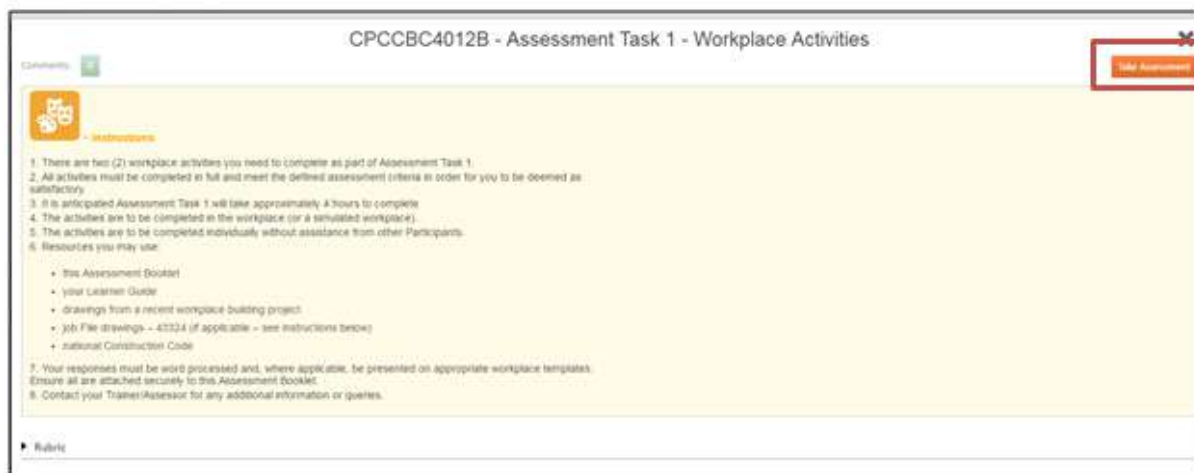 CPCCBC4012B - Assessment Task 1 - Workplace Activities
Comments:
Take Assessment
- Instructions
1. There are two (2) workplace activities you need to complete as part of Assessment Task 1.
2. All activities must be completed in full and meet the defined assessment criteria in order for you to be deemed as
satisfactory.
3. It is anticipated Assessment Task 1 will take approximately 4 hours to complete
4. The activities are to be completed in the workplace (or a simulated workplace).
5. The activities are to be completed individually without assistance from other Participants.
6. Resources you may use:
• this Assessment Booklet
• your Learner Guide
• drawings from a recent workplace building project
• job File drawings – 43324 (if applicable – see instructions below)
• national Construction Code
7. Your responses must be word processed and, where applicable, be presented on appropriate workplace templates.
Ensure all are attached securely to this Assessment Booklet.
8. Contact your Trainer/Assessor for any additional information or queries.
Rubric